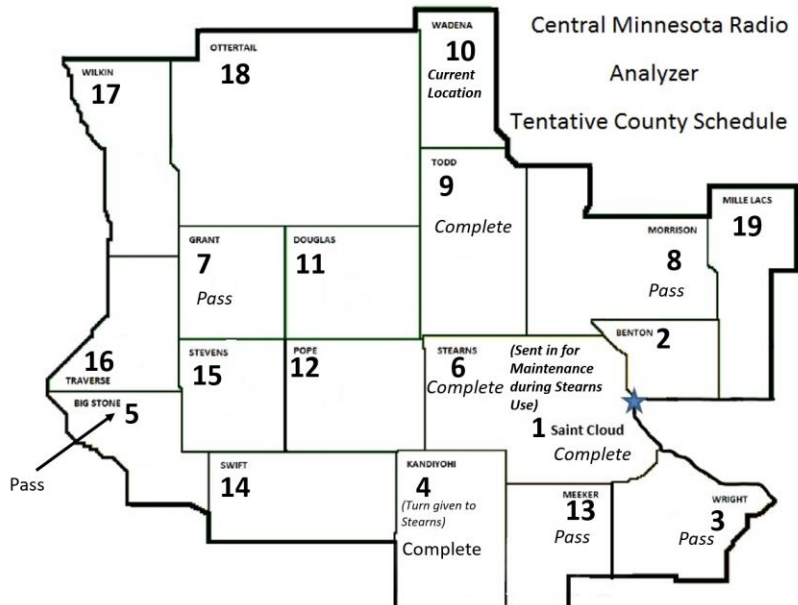 Central Minnesota Radio
Analyzer
Tentative County Schedule
WADENA
10
Current
Location
OTTERTAIL
18
WILKIN
17
TODD
9
Complete
MILLE LACS
19
MORRISON
8
Pass
GRANT
7
Pass
DOUGLAS
11
BENTON 2
16
TRAVERSE
STEVENS
15
POPE
12
STEARNS
6
Complete
(Sent in for
Maintenance
during Stearns
Use)
1 Saint Cloud
Complete
BIG STONE 5
Pass
SWIFT
14
KANDIYOHI
4
(Turn given to
Stearns)
Complete
MEEKER
13
Pass
WRIGHT
3
Pass